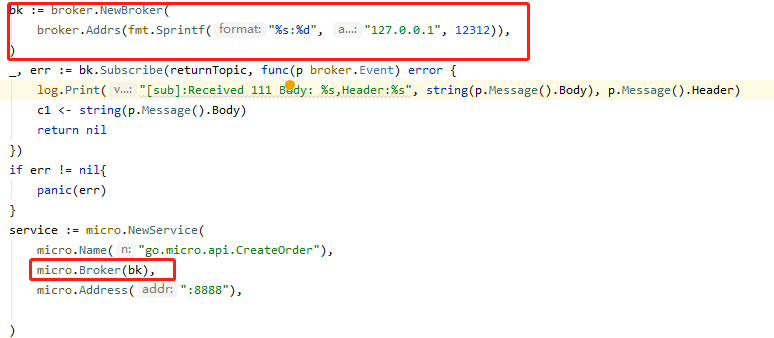 bk := broker.NewBroker(
broker.Addrs(fmt.Sprintf( format: "%s:%d", a...: "127.0.0.1", 12312)),
)
_, err := bk.Subscribe(returnTopic, func(p broker.Event) error {
log.Print( v...: "[sub]:Received 111 Body: %s,Header:%s", string(p.Message().Body), p.Message().Header)
c1 <- string(p.Message().Body)
return nil
})
if err != nil{
panic(err)
}
service := micro.NewService(
micro.Name( n: "go.micro.api.CreateOrder"),
micro.Broker(bk),
micro.Address( addr: ":8888"),
)